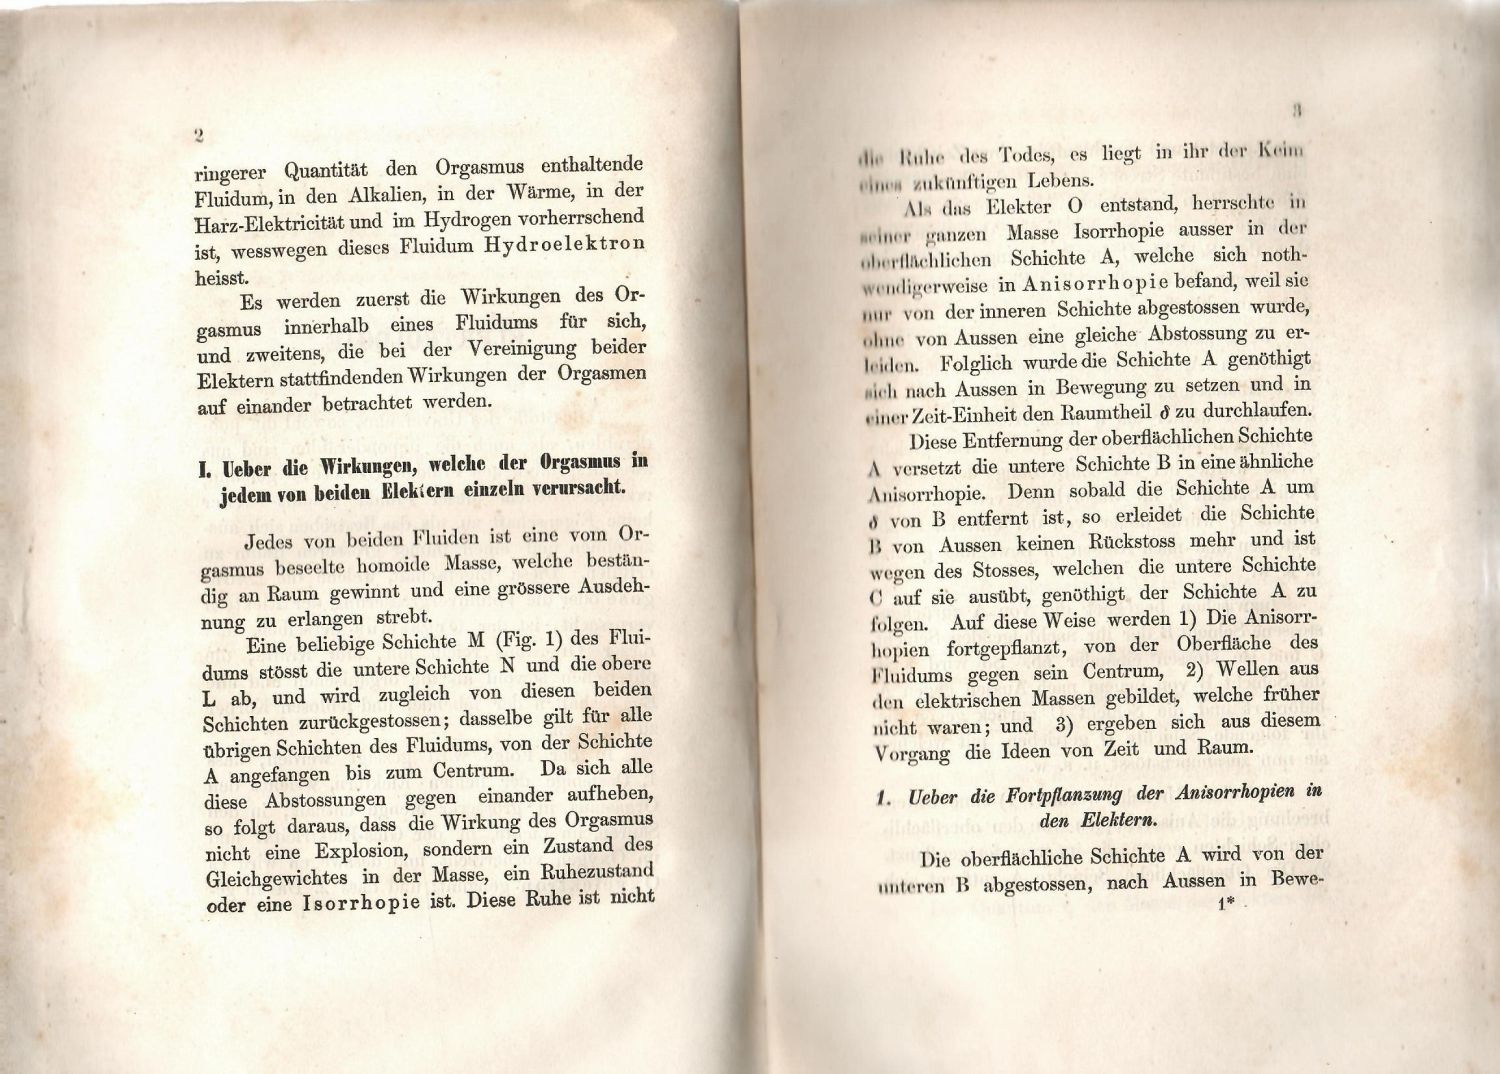 2
ringerer Quantität den Orgasmus enthaltende
Fluidum, in den Alkalien, in der Wärme, in der
Harz-Elektricität und im Hydrogen vorherrschend
ist, wesswegen dieses Fluidum Hydroelektron
heisst.
Es werden zuerst die Wirkungen des Or-
gasmus innerhalb eines Fluidums für sich,
und zweitens, die bei der Vereinigung beider
Elektern stattfindenden Wirkungen der Orgasmen
auf einander betrachtet werden.
I. Ueber die Wirkungen, welche der Orgasmus in
jedem von beiden Elektern einzeln verursacht.
Jedes von beiden Fluiden ist eine vom Or-
gasmus beseelte homoide Masse, welche bestän-
dig an Raum gewinnt und eine grössere Ausdeh-
nung zu erlangen strebt.
Eine beliebige Schichte M (Fig. 1) des Flui-
dums stösst die untere Schichte N und die obere
L ab, und wird zugleich von diesen beiden
Schichten zurückgestossen; dasselbe gilt für alle
übrigen Schichten des Fluidums, von der Schichte
A angefangen bis zum Centrum. Da sich alle
diese Abstossungen gegen einander aufheben,
so folgt daraus, dass die Wirkung des Orgasmus
nicht eine Explosion, sondern ein Zustand des
Gleichgewichtes in der Masse, ein Ruhezustand
oder eine Isorrhopie ist. Diese Ruhe ist nicht
3
die Ruhe des Todes, es liegt in ihr der Keim
eines zukünftigen Lebens.
Als das Elekter O entstand, herrschte in
seiner ganzen Masse Isorrhopie ausser in der
oberflächlichen Schichte A, welche sich noth-
wendigerweise in Anisorrhopie befand, weil sie
nur von der inneren Schichte abgestossen wurde,
ohne von Aussen eine gleiche Abstossung zu er-
leiden. Folglich wurde die Schichte A genöthigt
sich nach Aussen in Bewegung zu setzen und in
einer Zeit-Einheit den Raumtheil δ zu durchlaufen.
Diese Entfernung der oberflächlichen Schichte
A versetzt die untere Schichte B in eine ähnliche
Anisorrhopie. Denn sobald die Schichte A um
δ von B entfernt ist, so erleidet die Schichte
B von Aussen keinen Rückstoss mehr und ist
wegen des Stosses, welchen die untere Schichte
C auf sie ausübt, genöthigt der Schichte A zu
folgen. Auf diese Weise werden 1) Die Anisorr-
hopien fortgepflanzt, von der Oberfläche des
Fluidums gegen sein Centrum, 2) Wellen aus
den elektrischen Massen gebildet, welche früher
nicht waren; und 3) ergeben sich aus diesem
Vorgang die Ideen von Zeit und Raum.
1. Ueber die Fortpflanzung der Anisorrhopien in
den Elektern.
Die oberflächliche Schichte A wird von der
unteren B abgestossen, nach Aussen in Bewe-
1*